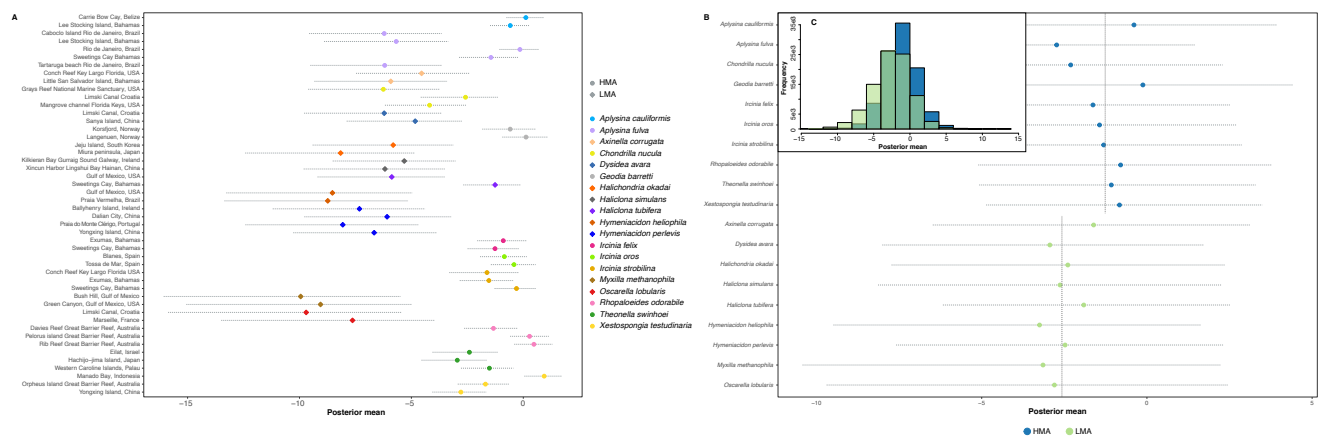 A
Carrie Bow Cay, Belize
Lee Stocking Island, Bahamas
Caboclo Island Rio de Janeiro, Brazil
Lee Stocking Island, Bahamas
Rio de Janeiro, Brazil
Sweetings Cay Bahamas
Tartaruga beach Rio de Janeiro, Brazil
Conch Reef Key Largo Florida, USA
Little San Salvador Island, Bahamas
Grays Reef National Marine Sanctuary, USA
Limski Canal Croatia
Mangrove channel Florida Keys, USA
Limski Canal, Croatia
Sanya Island, China
Korsfjord, Norway
Langenuen, Norway
Jeju Island, South Korea
Miura peninsula, Japan
Kilkieran Bay Gurraig Sound Galway, Ireland
Xincun Harbor Lingshui Bay Hainan, China
Gulf of Mexico, USA
Sweetings Cay, Bahamas
Gulf of Mexico, USA
Praia Vermelha, Brazil
Ballyhenry Island, Ireland
Dalian City, China
Praia do Monte Clérigo, Portugal
Yongxing Island, China
Exumas, Bahamas
Sweetings Cay, Bahamas
Blanes, Spain
Tossa de Mar, Spain
Conch Reef Key Largo Florida USA
Exumas, Bahamas
Sweetings Cay, Bahamas
Bush Hill, Gulf of Mexico
Green Canyon, Gulf of Mexico, USA
Limski Canal, Croatia
Marseille, France
Davies Reef Great Barrier Reef, Australia
Pelorus Island Great Barrier Reef, Australia
Rib Reef Great Barrier Reef, Australia
Eilat, Israel
Hachijo-jima Island, Japan
Western Caroline Islands, Palau
Manado Bay, Indonesia
Orpheus Island Great Barrier Reef, Australia
Yongxing Island, China
−15 −10 −5 0
Posterior mean
HMA
LMA
Aplysina cauliformis
Aplysina fulva
Axinella corrugata
Chondrilla nucula
Dysidea avara
Geodia barretti
Halichondria okadai
Haliclona simulans
Haliclona tubifera
Hymeniacidon heliophila
Hymeniacidon perlevis
Ircinia felix
Ircinia oros
Ircinia strobilina
Myxilla methanophila
Oscarella lobularis
Rhopaloeides odorabile
Theonella swinhoei
Xestospongia testudinaria
B
Aplysina cauliformis
Aplysina fulva
Chondrilla nucula
Geodia barretti
Ircinia felix
Ircinia oros
Ircinia strobilina
Rhopaloeides odorabile
Theonella swinhoei
Xestospongia testudinaria
Axinella corrugata
Dysidea avara
Halichondria okadai
Haliclona simulans
Haliclona tubifera
Hymeniacidon heliophila
Hymeniacidon perlevis
Myxilla methanophila
Oscarella lobularis
−10 −5 0 5
Posterior mean
HMA LMA
C
Frequency
35e3
25e3
15e3
5e3
0
−15 −10 −5 0 5 10 15
Posterior mean